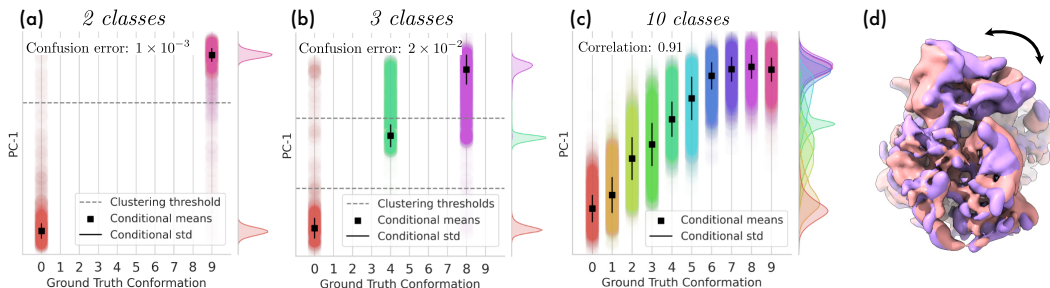 (a) 2 classes
Confusion error: 1 × 10⁻³
PC-1
Clustering threshold
Conditional means
Conditional std
0 1 2 3 4 5 6 7 8 9
Ground Truth Conformation
(b) 3 classes
Confusion error: 2 × 10⁻²
PC-1
Clustering thresholds
Conditional means
Conditional std
0 1 2 3 4 5 6 7 8 9
Ground Truth Conformation
(c) 10 classes
Correlation: 0.91
PC-1
Conditional means
Conditional std
0 1 2 3 4 5 6 7 8 9
Ground Truth Conformation
(d)